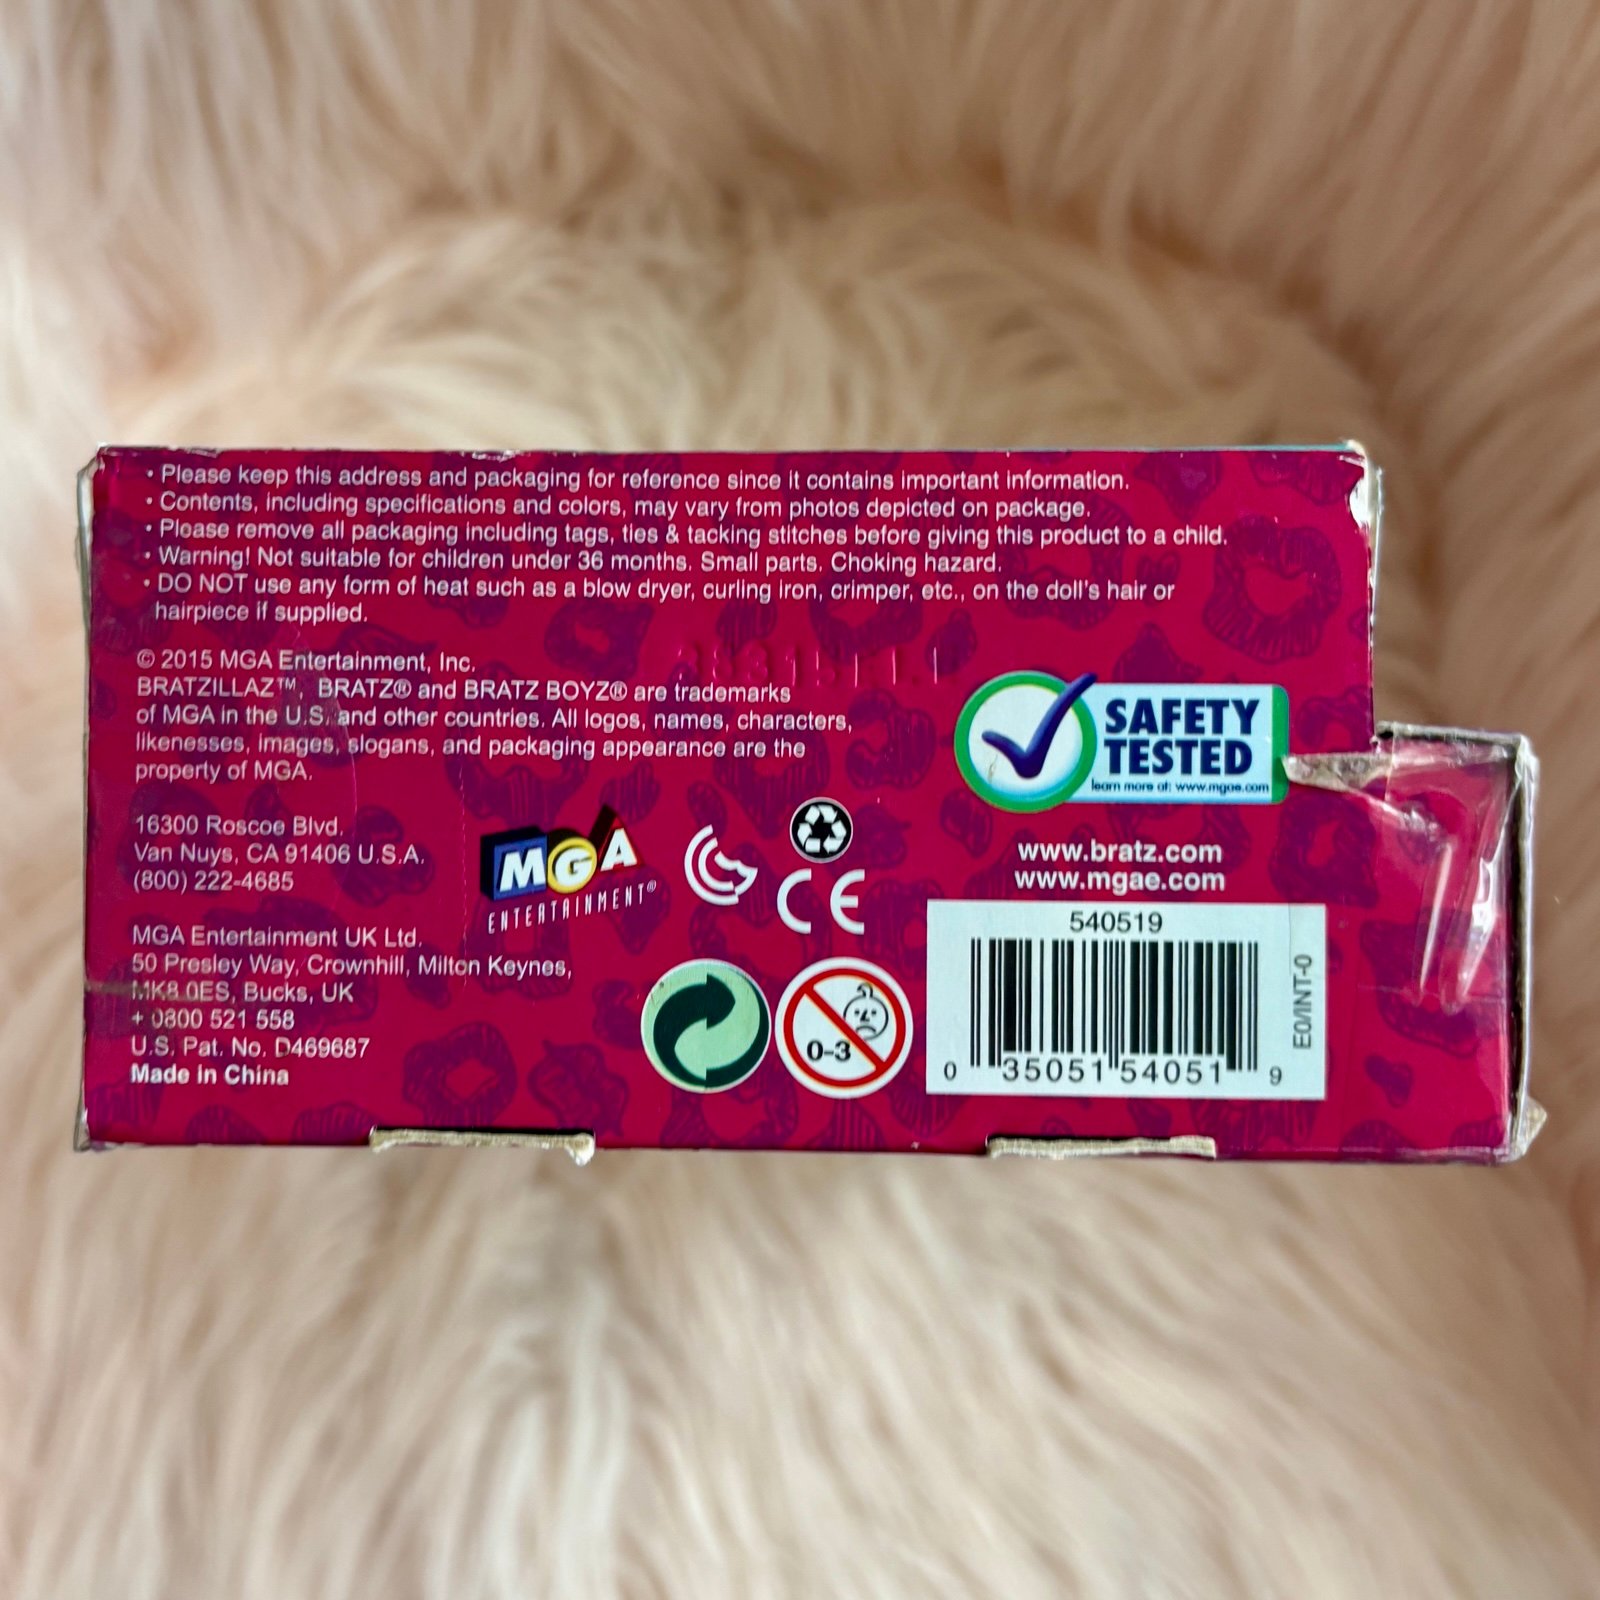 • Please keep this address and packaging for reference since it contains important information.
• Contents, including specifications and colors, may vary from photos depicted on package.
• Please remove all packaging including tags, ties & tacking stitches before giving this product to a child.
• Warning! Not suitable for children under 36 months. Small parts. Choking hazard.
• DO NOT use any form of heat such as a blow dryer, curling iron, crimper, etc., on the doll's hair or
hairpiece if supplied.
© 2015 MGA Entertainment, Inc.
BRATZILLAZ™, BRATZ® and BRATZ BOYZ® are trademarks
of MGA in the U.S. and other countries. All logos, names, characters,
likenesses, images, slogans, and packaging appearance are the
property of MGA.
16300 Roscoe Blvd.
Van Nuys, CA 91406 U.S.A.
(800) 222-4685
MGA Entertainment UK Ltd.
50 Presley Way, Crownhill, Milton Keynes,
MK8 0ES, Bucks, UK
+ 0800 521 558
U.S. Pat. No. D469687
Made in China
MGA
ENTERTAINMENT®
CE
0-3
SAFETY
TESTED
learn more at: www.mgae.com
www.bratz.com
www.mgae.com
540519
0 35051 54051 9
E0/INT-0